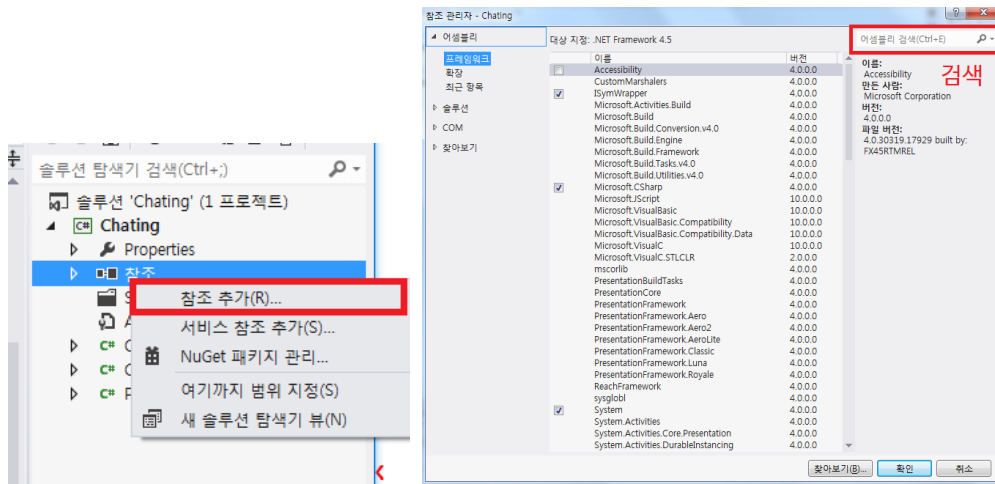 솔루션 탐색기 검색(Ctrl+;)
솔루션 'Chating' (1 프로젝트)
C# Chating
Properties
참조
참조 추가(R)...
서비스 참조 추가(S)...
NuGet 패키지 관리...
여기까지 범위 지정(S)
새 솔루션 탐색기 뷰(N)
참조 관리자 - Chating
어셈블리
프레임워크
확장
최근 항목
솔루션
COM
찾아보기
대상 지정: .NET Framework 4.5
이름 버전
Accessibility 4.0.0.0
CustomMarshalers 4.0.0.0
ISymWrapper 4.0.0.0
Microsoft.Activities.Build 4.0.0.0
Microsoft.Build 4.0.0.0
Microsoft.Build.Conversion.v4.0 4.0.0.0
Microsoft.Build.Engine 4.0.0.0
Microsoft.Build.Framework 4.0.0.0
Microsoft.Build.Tasks.v4.0 4.0.0.0
Microsoft.Build.Utilities.v4.0 4.0.0.0
Microsoft.CSharp 4.0.0.0
Microsoft.JScript 10.0.0.0
Microsoft.VisualBasic 10.0.0.0
Microsoft.VisualBasic.Compatibility 10.0.0.0
Microsoft.VisualBasic.Compatibility.Data 10.0.0.0
Microsoft.VisualC 10.0.0.0
Microsoft.VisualC.STLCLR 2.0.0.0
mscorlib 4.0.0.0
PresentationBuildTasks 4.0.0.0
PresentationCore 4.0.0.0
PresentationFramework 4.0.0.0
PresentationFramework.Aero 4.0.0.0
PresentationFramework.Aero2 4.0.0.0
PresentationFramework.AeroLite 4.0.0.0
PresentationFramework.Classic 4.0.0.0
PresentationFramework.Luna 4.0.0.0
PresentationFramework.Royale 4.0.0.0
ReachFramework 4.0.0.0
sysglobl 4.0.0.0
System 4.0.0.0
System.Activities 4.0.0.0
System.Activities.Core.Presentation 4.0.0.0
System.Activities.DurableInstancing 4.0.0.0
어셈블리 검색(Ctrl+E)
검색
이름:
Accessibility
만든 사람:
Microsoft Corporation
버전:
4.0.0.0
파일 버전:
4.0.30319.17929 built by:
FX45RTMREL
찾아보기(B)... 확인 취소